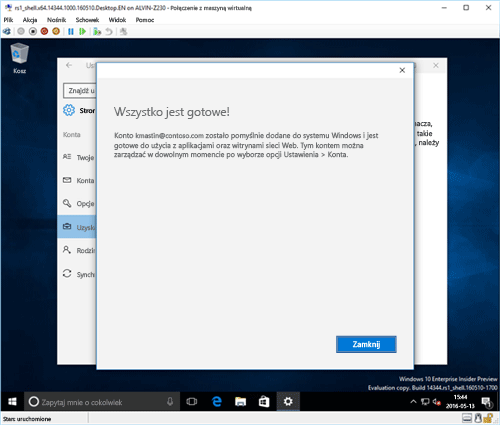 rs1_shell.x64.14344.1000.160510.Desktop.EN on ALVIN-Z230 - Połączenie z maszyną wirtualną
Plik Akcja Nośnik Schowek Widok Pomoc
Kosz
Znajdź u
Stron
Konta
Twoje
Konta
Opcje
Uzysk
Rodzi
Synch
macza,
takie
, należy
Wszystko jest gotowe!
Konto kmastin@contoso.com zostało pomyślnie dodane do systemu Windows i jest
gotowe do użycia z aplikacjami oraz witrynami sieci Web. Tym kontem można
zarządzać w dowolnym momencie po wyborze opcji Ustawienia > Konta.
Zamknij
Windows 10 Enterprise Insider Preview
Evaluation copy. Build 14344.rs1_shell.160510-1700
Zapytaj mnie o cokolwiek
15:44
2016-05-13
Stan: uruchomione